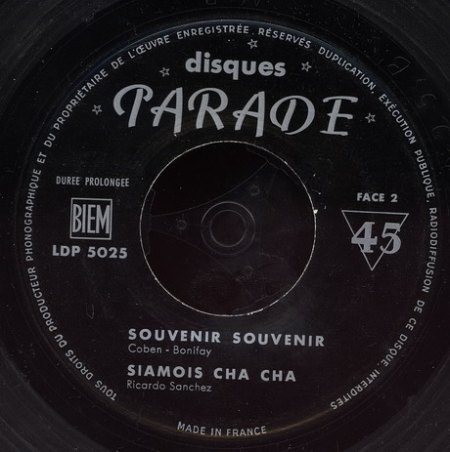 TOUS DROITS DU PRODUCTEUR PHONOGRAPHIQUE ET DU PROPRIÉTAIRE DE L'ŒUVRE ENREGISTRÉE RÉSERVÉS. DUPLICATION, EXÉCUTION PUBLIQUE, RADIODIFFUSION DE CE DISQUE INTERDITES
disques
PARADE
DURÉE PROLONGÉE
BIEM
LDP 5025
FACE 2
45
SOUVENIR SOUVENIR
Coben - Bonifay
SIAMOIS CHA CHA
Ricardo Sanchez
MADE IN FRANCE